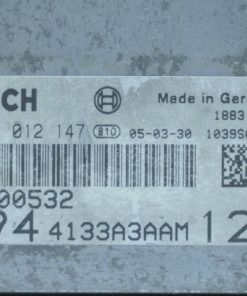 CH Made in Ger
1883
012 147 810 05-03-30 1039S
00532
94 4133A3AAM 12